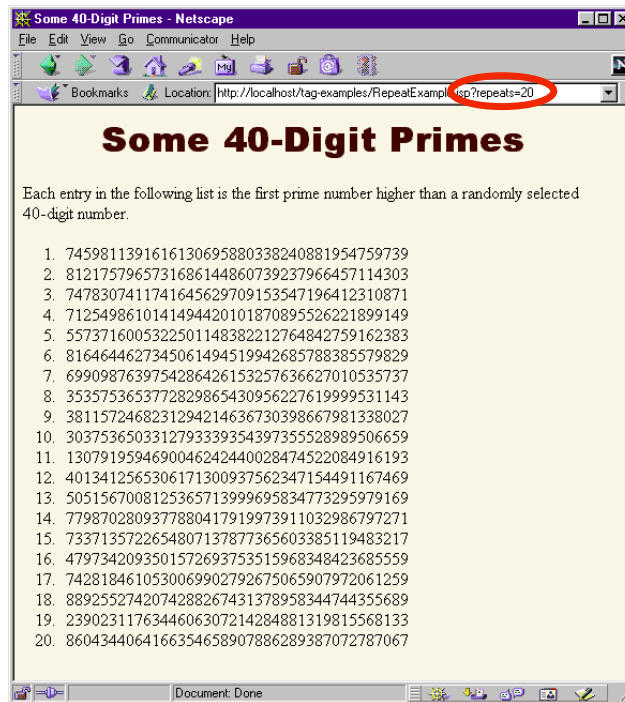 Some 40-Digit Primes - Netscape
File Edit View Go Communicator Help
My
Bookmarks Location: http://localhost/tag-examples/RepeatExample.jsp?repeats=20
Some 40-Digit Primes
Each entry in the following list is the first prime number higher than a randomly selected
40-digit number.
1. 7459811391616130695880338240881954759739
2. 8121757965731686144860739237966457114303
3. 7478307411741645629709153547196412310871
4. 7125498610141494420101870895526221899149
5. 5573716005322501148382212764842759162383
6. 8164644627345061494519942685788385579829
7. 6990987639754286426153257636627010535737
8. 3535753653772829865430956227619999531143
9. 3811572468231294214636730398667981338027
10. 3037536503312793339354397355528989506659
11. 1307919594690046242440028474522084916193
12. 4013412565306171300937562347154491167469
13. 5051567008125365713999695834773295979169
14. 7798702809377880417919973911032986797271
15. 7337135722654807137877365603385119483217
16. 4797342093501572693753515968348423685559
17. 7428184610530069902792675065907972061259
18. 8892552742074288267431378958344744355689
19. 2390231176344606307214284881319815568133
20. 8604344064166354658907886289387072787067
Document: Done